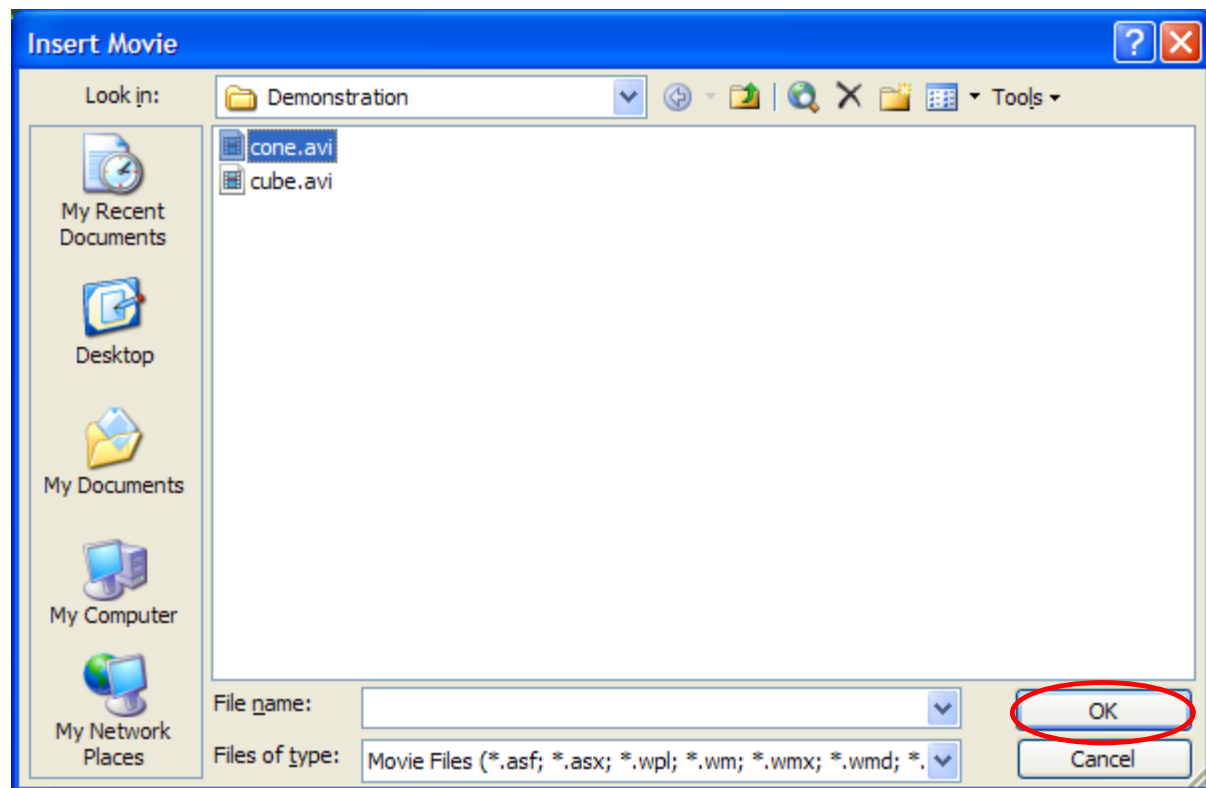 Insert Movie
Look in:
Demonstration
Tools
cone.avi
cube.avi
My Recent
Documents
Desktop
My Documents
My Computer
My Network
Places
File name:
OK
Files of type:
Movie Files (*.asf; *.asx; *.wpl; *.wm; *.wmx; *.wmd; *.
Cancel